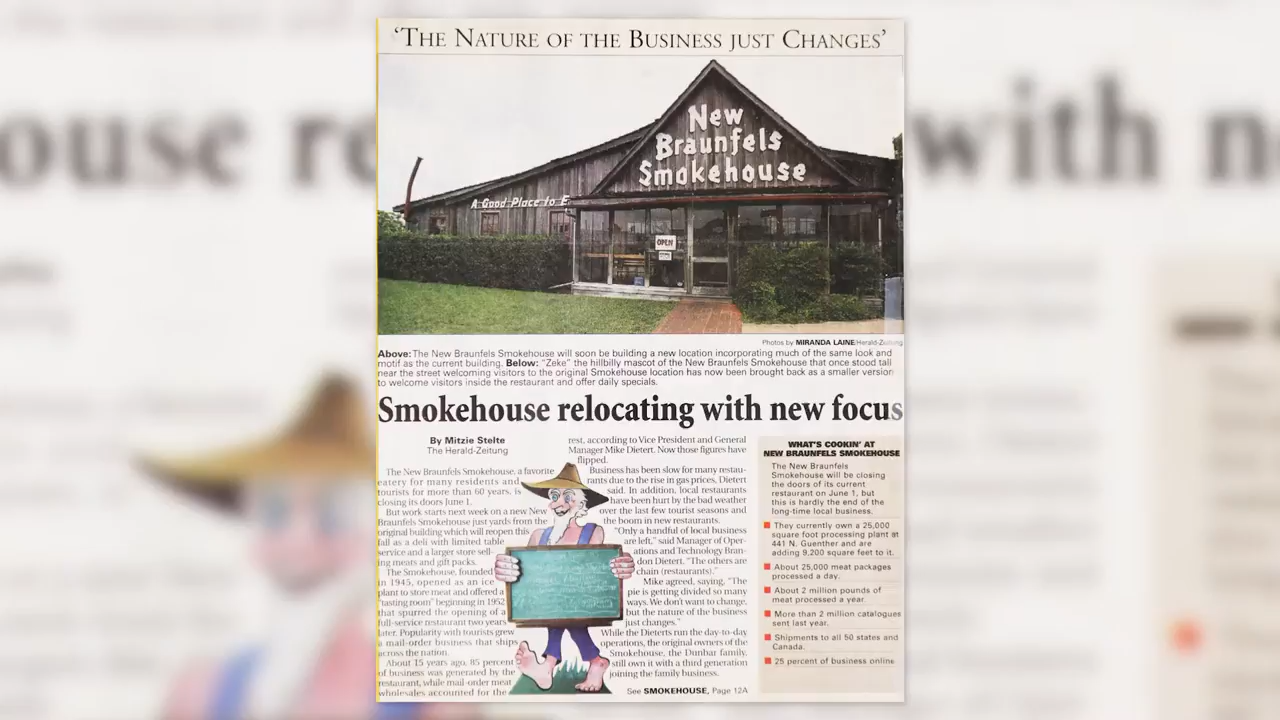 'THE NATURE OF THE BUSINESS JUST CHANGES'
New
Braunfels
Smokehouse
A Good Place to E
OPEN
Photos by MIRANDA LAINE/Herald-Zeitung
Above: The New Braunfels Smokehouse will soon be building a new location incorporating much of the same look and
motif as the current building. Below: "Zeke" the hillbilly mascot of the New Braunfels Smokehouse that once stood tall
near the street welcoming visitors to the original Smokehouse location has now been brought back as a smaller version
to welcome visitors inside the restaurant and offer daily specials.
Smokehouse relocating with new focus
By Mitzie Stelte
The Herald-Zeitung
The New Braunfels Smokehouse, a favorite
eatery for many residents and
tourists for more than 60 years, is
closing its doors June 1.
But work starts next week on a new New
Braunfels Smokehouse just yards from the
original building which will reopen this
fall as a deli with limited table
service and a larger store sell-
ing meats and gift packs.
The Smokehouse, founded
in 1945, opened as an ice
plant to store meat and offered a
"tasting room" beginning in 1952
that spurred the opening of a
full-service restaurant two years
later. Popularity with tourists grew
a mail-order business that ships
across the nation.
About 15 years ago, 85 percent
of business was generated by the
restaurant, while mail-order meat
wholesales accounted for the
rest, according to Vice President and General
Manager Mike Dietert. Now those figures have
flipped.
Business has been slow for many restau-
rants due to the rise in gas prices, Dietert
said. In addition, local restaurants
have been hurt by the bad weather
over the last few tourist seasons and
the boom in new restaurants.
"Only a handful of local business
are left," said Manager of Oper-
ations and Technology Bran-
don Dietert. "The others are
chain (restaurants)."
Mike agreed, saying, "The
pie is getting divided so many
ways. We don't want to change,
but the nature of the business
just changes."
While the Dieterts run the day-to-day
operations, the original owners of the
Smokehouse, the Dunbar family,
still own it with a third generation
joining the family business.
See SMOKEHOUSE, Page 12A
WHAT'S COOKIN' AT
NEW BRAUNFELS SMOKEHOUSE
The New Braunfels
Smokehouse will be closing
the doors of its current
restaurant on June 1, but
this is hardly the end of the
long-time local business.
They currently own a 25,000
square foot processing plant at
441 N. Guenther and are
adding 9,200 square feet to it.
About 25,000 meat packages
processed a day.
About 2 million pounds of
meat processed a year.
More than 2 million catalogues
sent last year.
Shipments to all 50 states and
Canada.
25 percent of business online